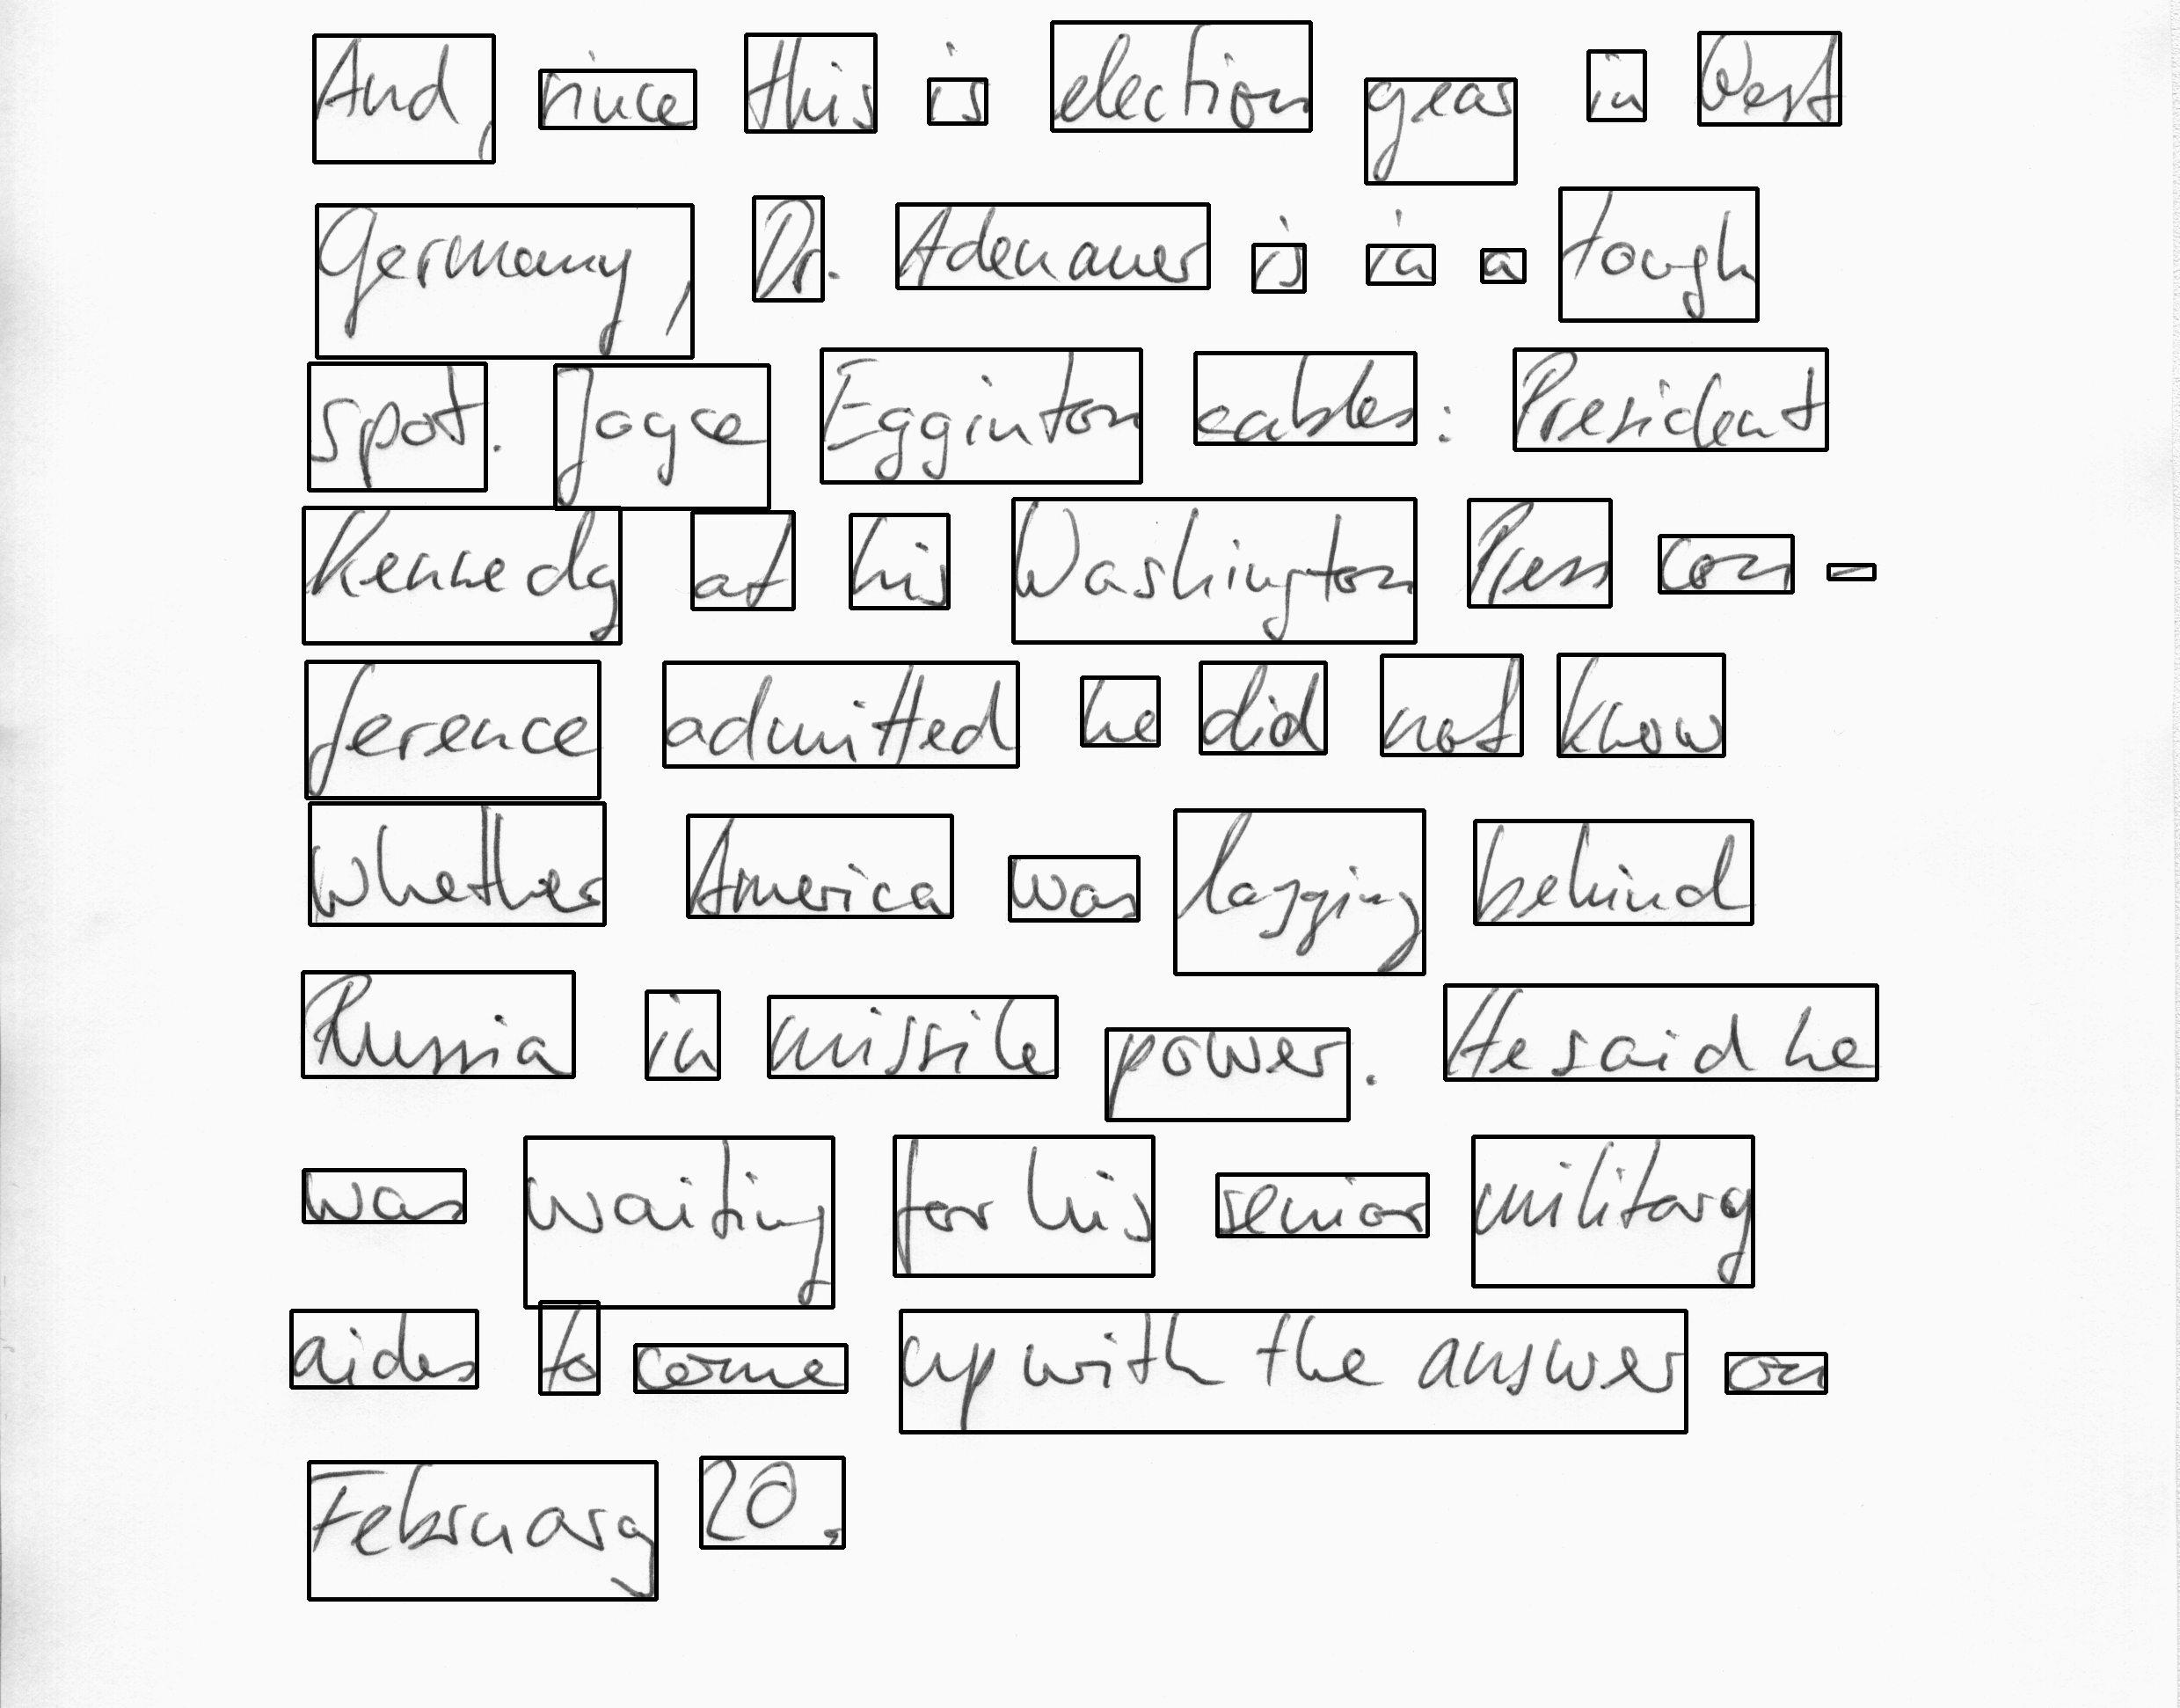 And, since this is election year in West
Germany, Dr. Adenauer is in a tough
spot. Joyce Egginton cables: President
Kennedy at his Washington Press con-
ference admitted he did not know
whether America was lagging behind
Russia in missile power. He said he
was waiting for his senior military
aides to come up with the answer on
February 20.